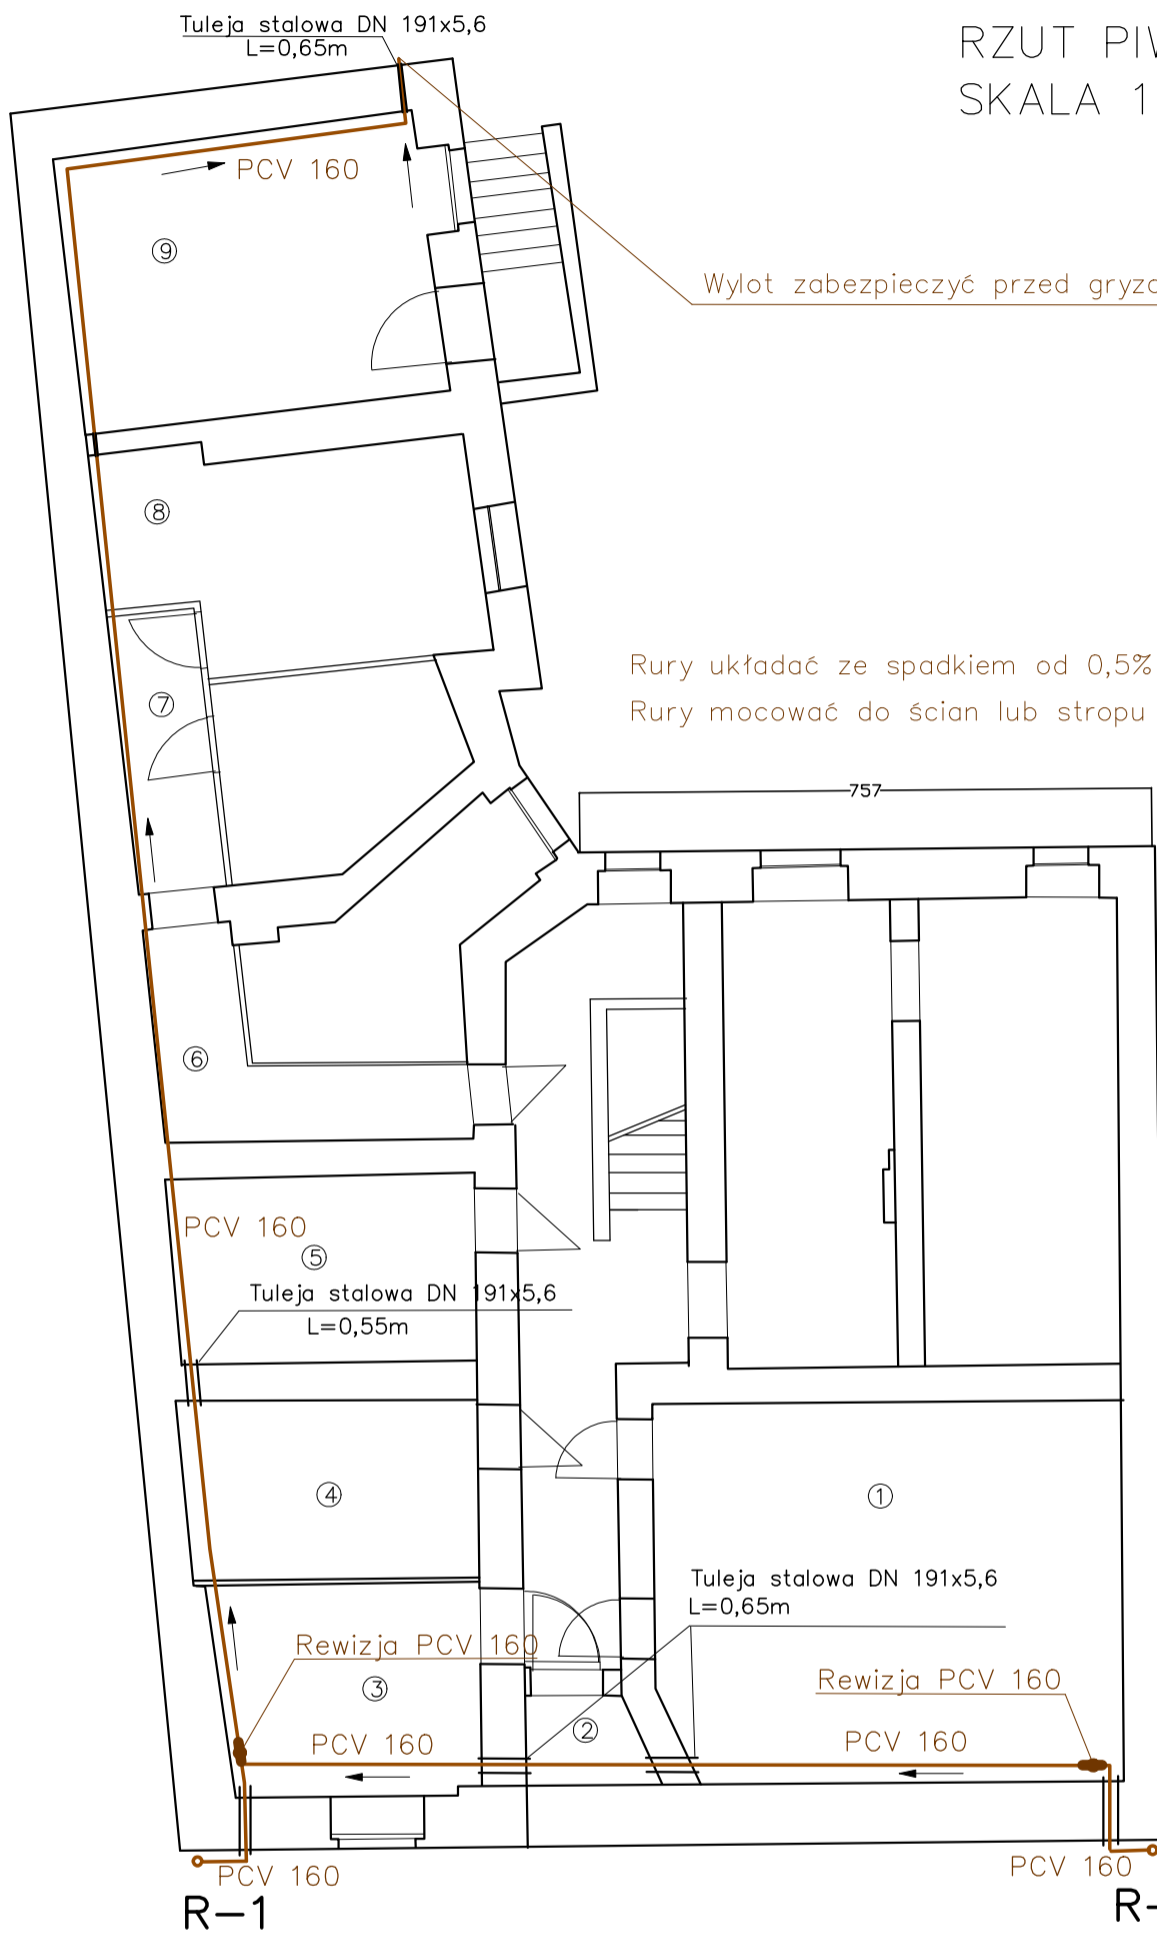 Tuleja stalowa DN 191x5,6
L=0,65m
RZUT
SKALA 1
PCV 160
9
Wylot zabezpieczyć przed
8
Rury układać ze spadkiem od 0,5%
Rury mocować do ścian lub stropu
7
757
6
PCV 160
5
Tuleja stalowa DN 191x5,6
L=0,55m
4
1
Tuleja stalowa DN 191x5,6
L=0,65m
Rewizja PCV 160
3
Rewizja PCV 160
2
PCV 160
PCV 160
PCV 160
PCV 160
R-1
R-